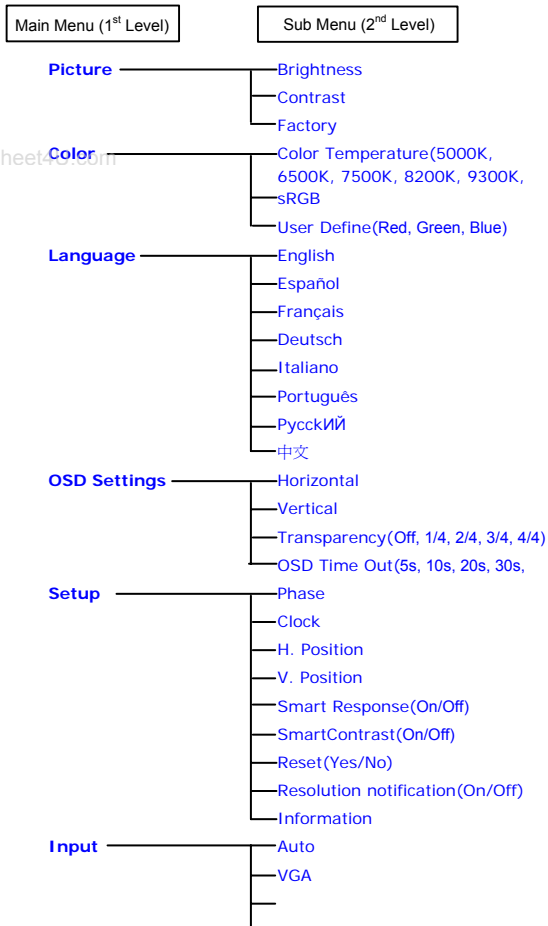 Main Menu (1st Level) Sub Menu (2nd Level)
Picture Brightness
Contrast
Factory
heet4U.com
Color Color Temperature(5000K,
6500K, 7500K, 8200K, 9300K,
sRGB
User Define(Red, Green, Blue)
Language English
Español
Français
Deutsch
Italiano
Português
РуссkИЙ
中文
OSD Settings Horizontal
Vertical
Transparency(Off, 1/4, 2/4, 3/4, 4/4)
OSD Time Out(5s, 10s, 20s, 30s,
Setup Phase
Clock
H. Position
V. Position
Smart Response(On/Off)
SmartContrast(On/Off)
Reset(Yes/No)
Resolution notification(On/Off)
Information
Input Auto
VGA